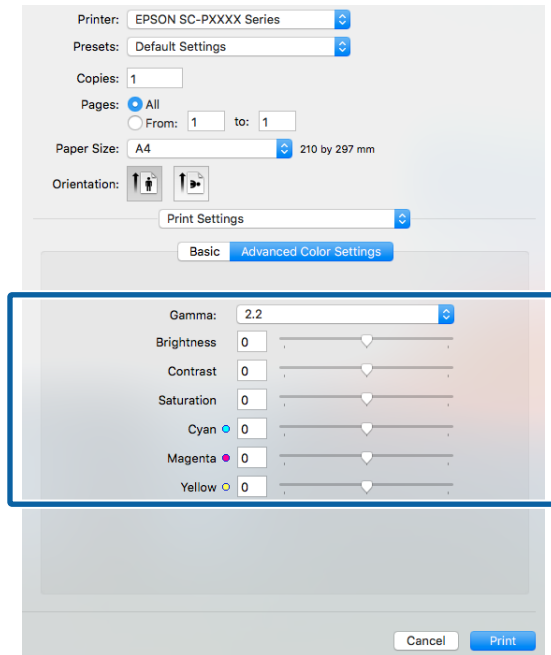 Printer: EPSON SC-PXXXX Series
Presets: Default Settings
Copies: 1
Pages: All
From: 1 to: 1
Paper Size: A4 210 by 297 mm
Orientation:
Print Settings
Basic Advanced Color Settings
Gamma: 2.2
Brightness 0
Contrast 0
Saturation 0
Cyan 0
Magenta 0
Yellow 0
Cancel Print